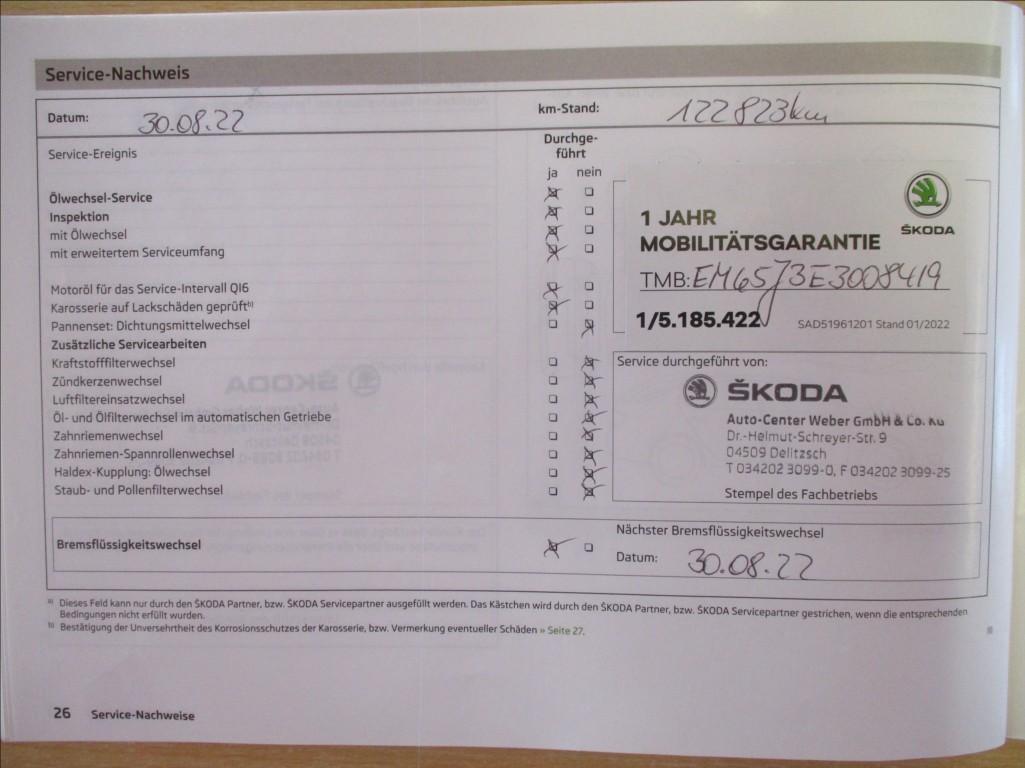 Service-Nachweis
Datum: 30.08.22 km-Stand: 122823km
Service-Ereignis
Durchge-
führt
ja nein
Ölwechsel-Service
Inspektion
mit Ölwechsel
mit erweitertem Serviceumfang
Motoröl für das Service-Intervall QI6
Karosserie auf Lackschäden geprüft b)
Pannenset: Dichtungsmittelwechsel
Zusätzliche Servicearbeiten
Kraftstofffilterwechsel
Zündkerzenwechsel
Luftfiltereinsatzwechsel
Öl- und Ölfilterwechsel im automatischen Getriebe
Zahnriemenwechsel
Zahnriemen-Spannrollenwechsel
Haldex-Kupplung: Ölwechsel
Staub- und Pollenfilterwechsel
ŠKODA
1 JAHR
MOBILITÄTSGARANTIE
TMB: EM65J3E3008419
1/5.185.422 SAD51961201 Stand 01/2022
Service durchgeführt von:
ŠKODA
Auto-Center Weber GmbH & Co. KG
Dr.-Helmut-Schreyer-Str. 9
04509 Delitzsch
T 034202 3099-0, F 034202 3099-25
Stempel des Fachbetriebs
Bremsflüssigkeitswechsel
Nächster Bremsflüssigkeitswechsel
Datum: 30.08.22
a) Dieses Feld kann nur durch den ŠKODA Partner, bzw. ŠKODA Servicepartner ausgefüllt werden. Das Kästchen wird durch den ŠKODA Partner, bzw. ŠKODA Servicepartner gestrichen, wenn die entsprechenden
Bedingungen nicht erfüllt wurden.
b) Bestätigung der Unversehrtheit des Korrosionsschutzes der Karosserie, bzw. Vermerkung eventueller Schäden » Seite 27.
26 Service-Nachweise